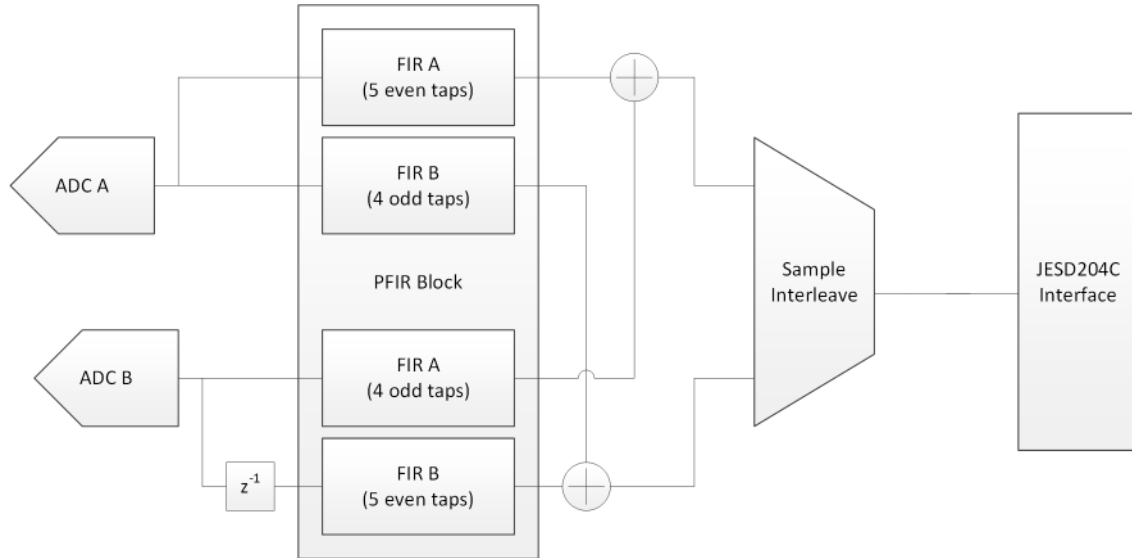 FIR A
(5 even taps)
ADC A
FIR B
(4 odd taps)
PFIR Block
Sample
Interleave
JESD204C
Interface
ADC B
FIR A
(4 odd taps)
z⁻¹
FIR B
(5 even taps)